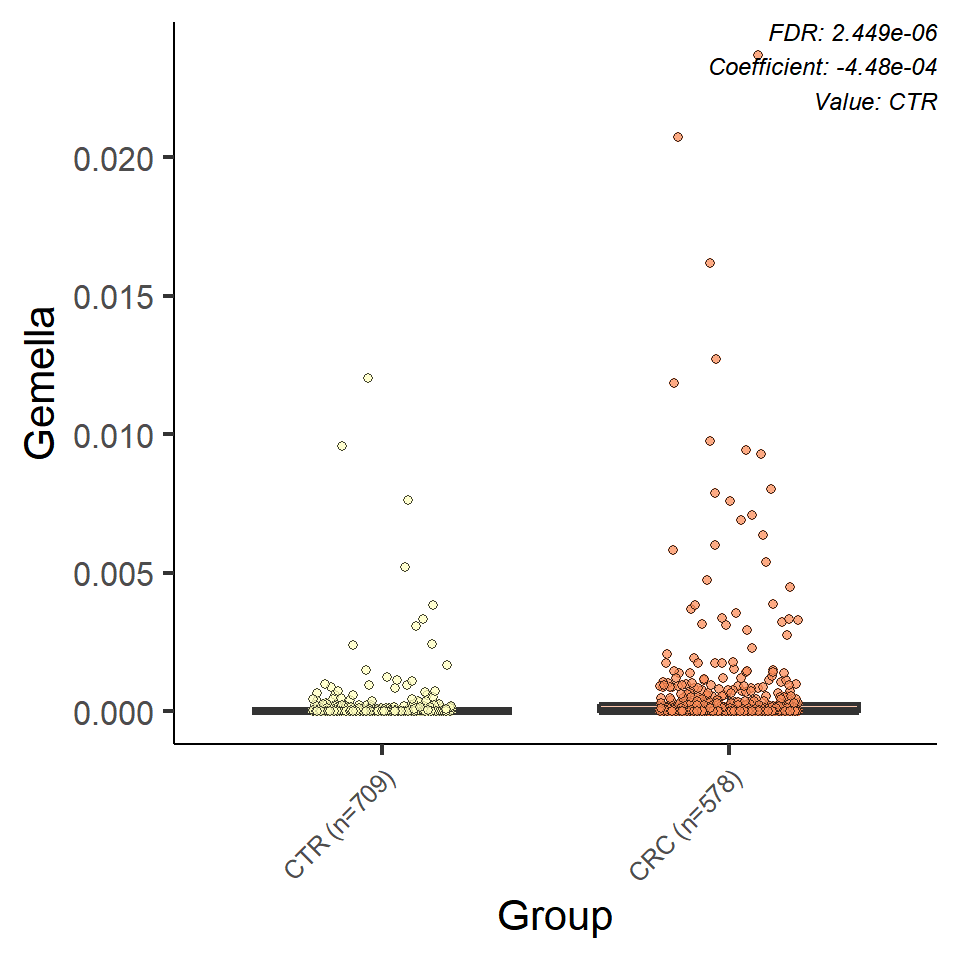 FDR: 2.449e-06
Coefficient: -4.48e-04
Value: CTR
Gemella
0.020
0.015
0.010
0.005
0.000
CTR (n=709)
CRC (n=578)
Group